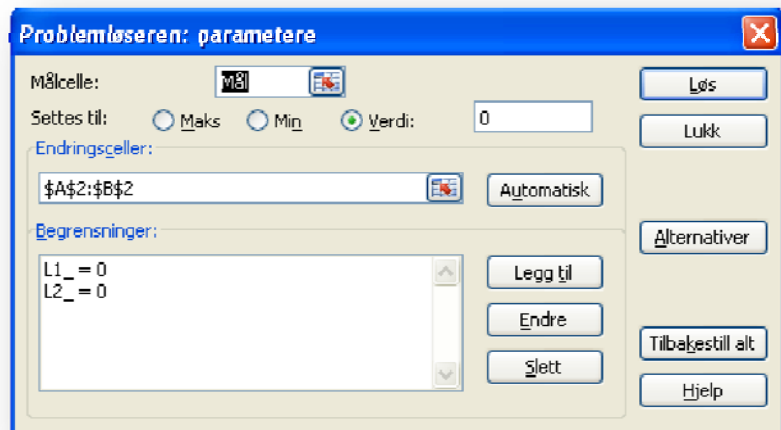 Problemløseren: parametere
Målcelle: Mål
Løs
Settes til: Maks Min Verdi: 0
Lukk
Endringsceller:
$A$2:$B$2
Automatisk
Begrensninger:
Alternativer
L1_ = 0
L2_ = 0
Legg til
Endre
Slett
Tilbakestill alt
Hjelp